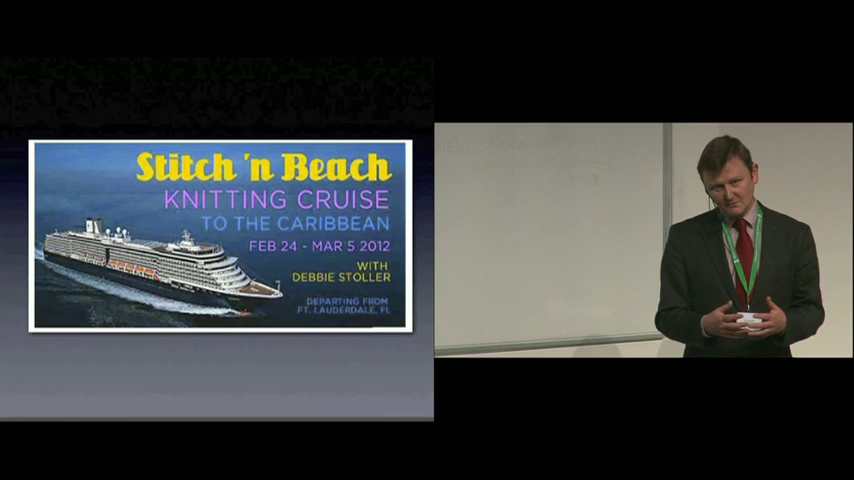 Stitch 'n Beach
KNITTING CRUISE
TO THE CARIBBEAN
FEB 24 - MAR 5 2012
WITH
DEBBIE STOLLER
DEPARTING FROM
FT. LAUDERDALE, FL